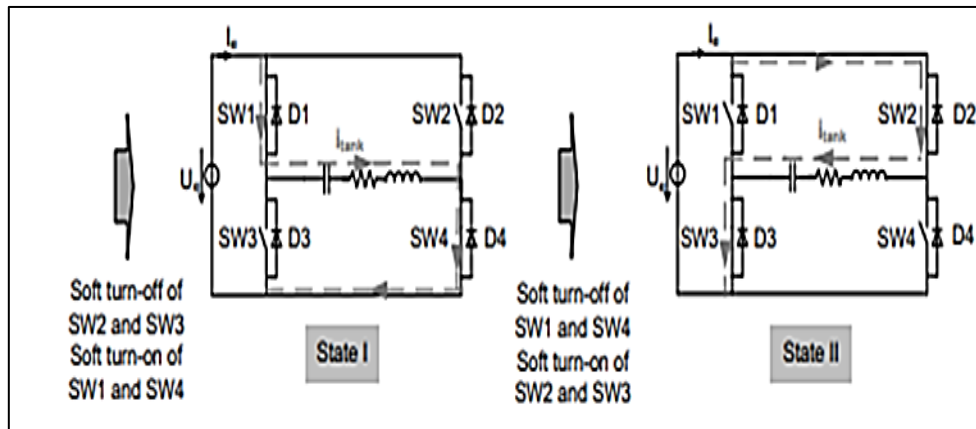 Iₑ
SW1 D1 SW2 D2
iₜₐₙₖ
Uₑ
SW3 D3 SW4 D4
Soft turn-off of
SW2 and SW3
Soft turn-on of
SW1 and SW4
State I
Iₑ
SW1 D1 SW2 D2
iₜₐₙₖ
Uₑ
SW3 D3 SW4 D4
Soft turn-off of
SW1 and SW4
Soft turn-on of
SW2 and SW3
State II